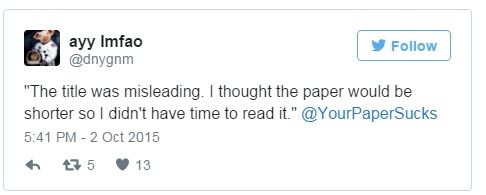 ayy lmfao
@dnygnm
Follow
"The title was misleading. I thought the paper would be
shorter so I didn't have time to read it." @YourPaperSucks
5:41 PM - 2 Oct 2015
5
13